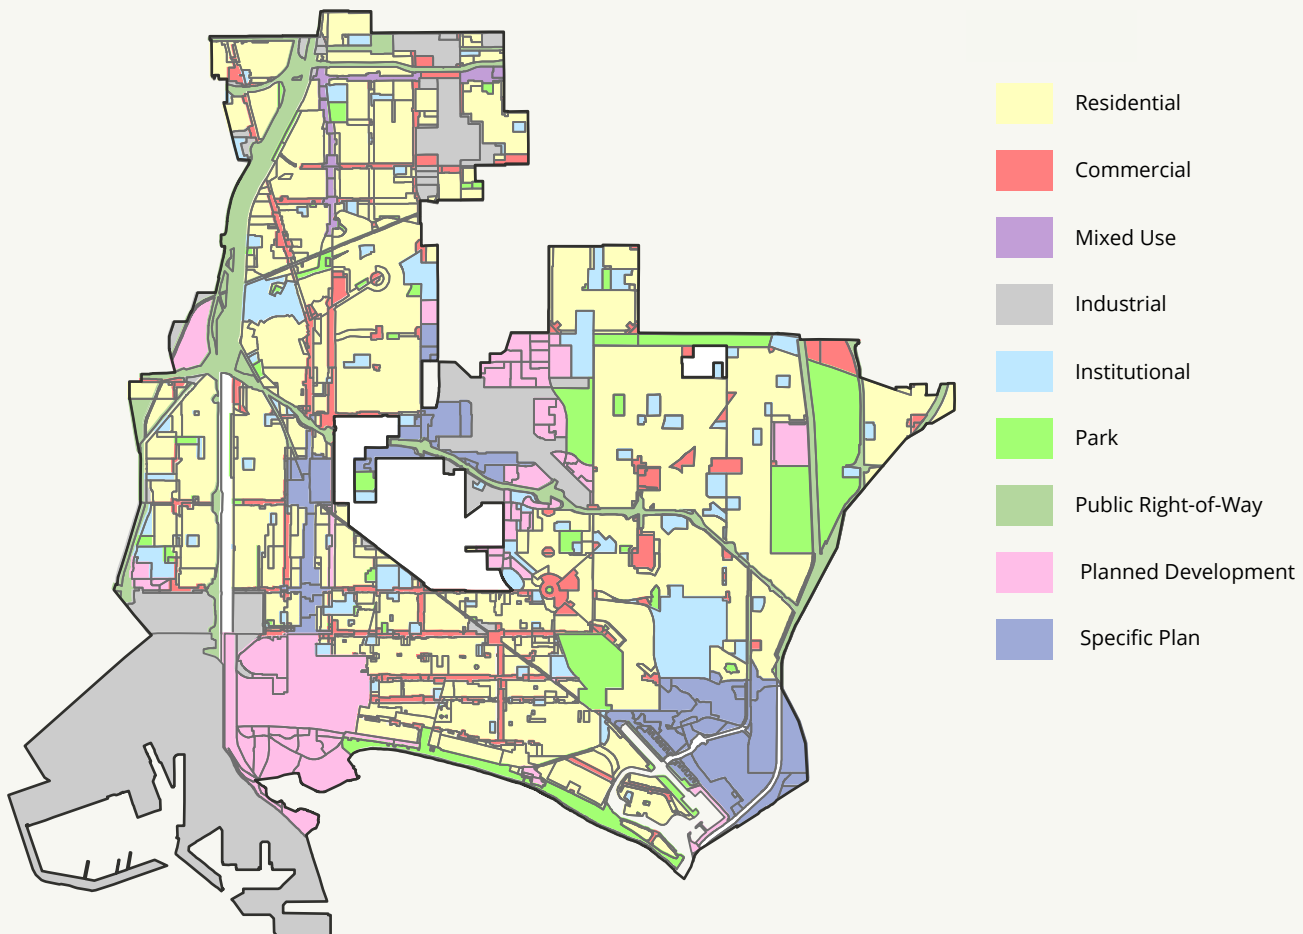 Residential
Commercial
Mixed Use
Industrial
Institutional
Park
Public Right-of-Way
Planned Development
Specific Plan